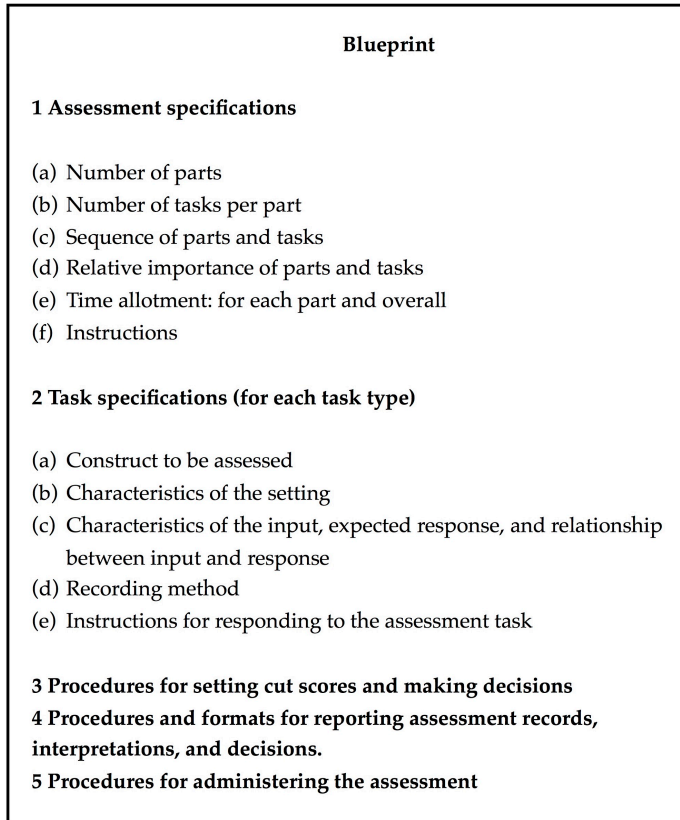 Blueprint
1 Assessment specifications
(a) Number of parts
(b) Number of tasks per part
(c) Sequence of parts and tasks
(d) Relative importance of parts and tasks
(e) Time allotment: for each part and overall
(f) Instructions
2 Task specifications (for each task type)
(a) Construct to be assessed
(b) Characteristics of the setting
(c) Characteristics of the input, expected response, and relationship
between input and response
(d) Recording method
(e) Instructions for responding to the assessment task
3 Procedures for setting cut scores and making decisions
4 Procedures and formats for reporting assessment records,
interpretations, and decisions.
5 Procedures for administering the assessment